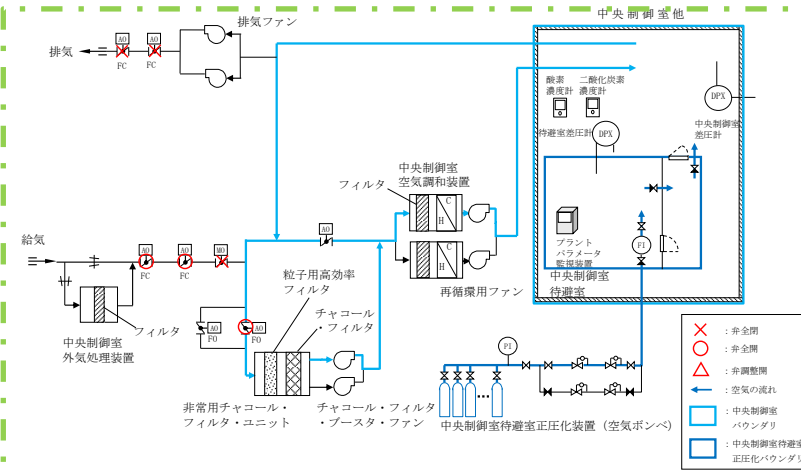 排気ファン
中央制御室他
排気
AO
AO
FC
FC
酸素
濃度計
二酸化炭素
濃度計
DPX
中央制御室
差圧計
待避室差圧計
DPX
中央制御室
空気調和装置
フィルタ
C
H
C
H
再循環用ファン
AO
給気
AO
AO
MO
FC
FC
フィルタ
中央制御室
外気処理装置
粒子用高効率
フィルタ
チャコール
・フィルタ
AO
FO
AO
FO
非常用チャコール・
フィルタ・ユニット
チャコール・フィルタ
・ブースタ・ファン
プラント
パラメータ
監視装置
FI
中央制御室
待避室
PI
中央制御室待避室正圧化装置（空気ボンベ）
：弁全閉
：弁全開
：弁調整開
：空気の流れ
：中央制御室
バウンダリ
：中央制御室待避室
正圧化バウンダリ